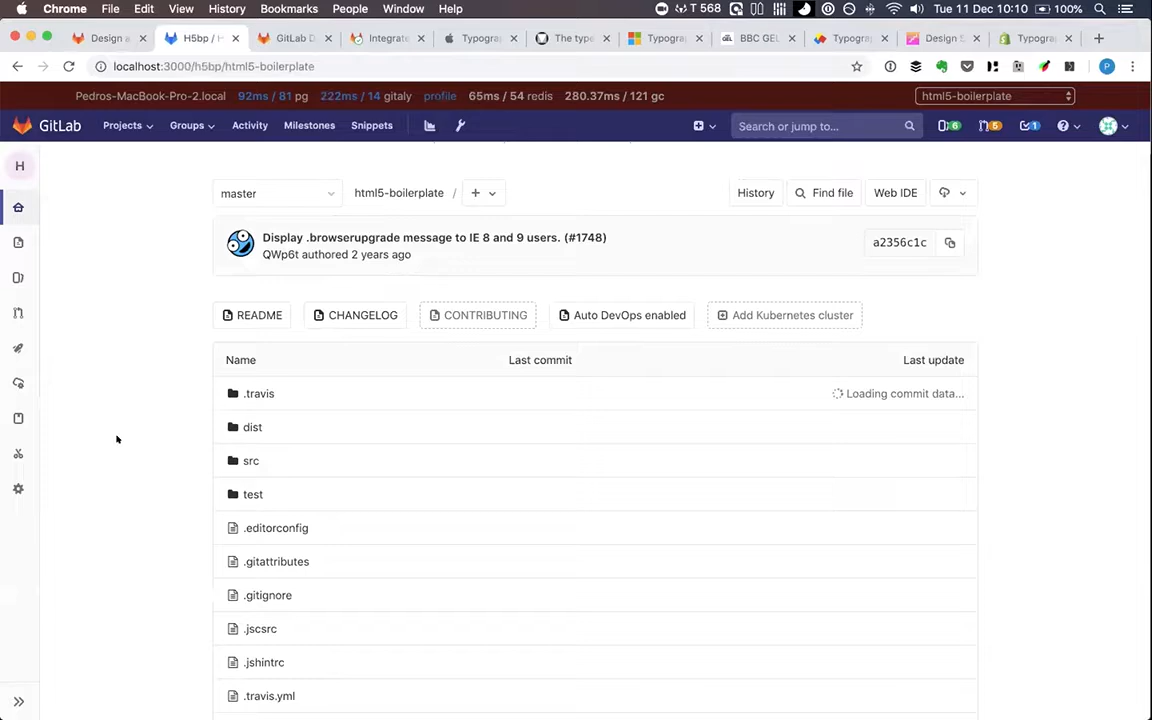 Chrome File Edit View History Bookmarks People Window Help T 568 100% Tue 11 Dec 10:10
Design a H5bp / H GitLab D Integrate Typogra The type Typogra BBC GEL Typogra Design S Typogra
localhost:3000/h5bp/html5-boilerplate P
Pedros-MacBook-Pro-2.local 92ms / 81 pg 222ms / 14 gitaly profile 65ms / 54 redis 280.37ms / 121 gc html5-boilerplate
GitLab Projects Groups Activity Milestones Snippets Search or jump to... 6 5 1
H
master html5-boilerplate / + History Find file Web IDE
Display .browserupgrade message to IE 8 and 9 users. (#1748)
QWp6t authored 2 years ago
a2356c1c
README CHANGELOG CONTRIBUTING Auto DevOps enabled Add Kubernetes cluster
Name Last commit Last update
.travis Loading commit data...
dist
src
test
.editorconfig
.gitattributes
.gitignore
.jscsrc
.jshintrc
.travis.yml